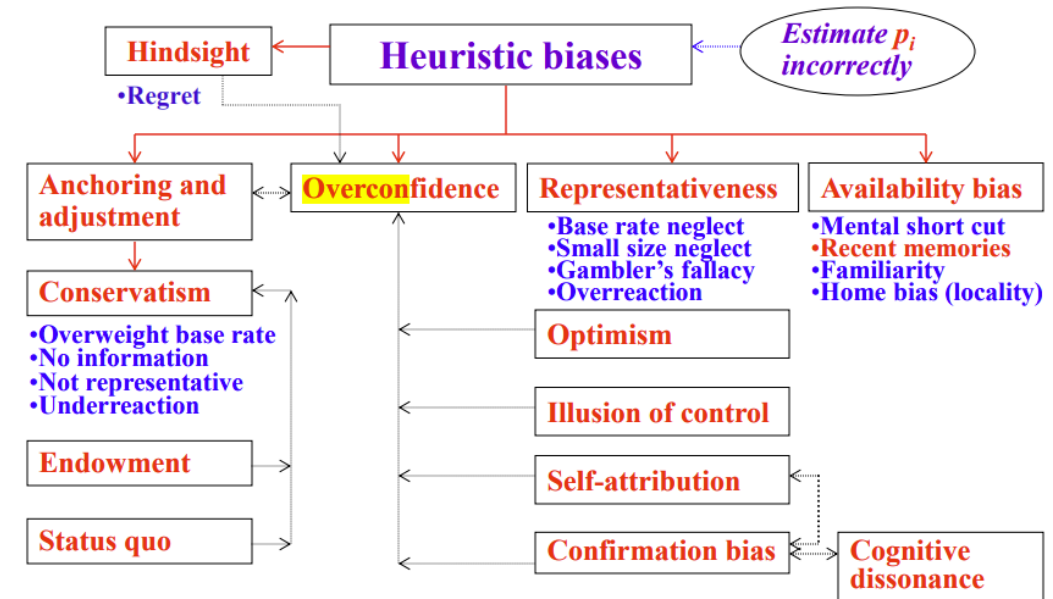 Hindsight
•Regret
Heuristic biases
Estimate pi
incorrectly
Anchoring and
adjustment
Overconfidence
Representativeness
•Base rate neglect
•Small size neglect
•Gambler's fallacy
•Overreaction
Availability bias
•Mental short cut
•Recent memories
•Familiarity
•Home bias (locality)
Conservatism
•Overweight base rate
•No information
•Not representative
•Underreaction
Endowment
Status quo
Optimism
Illusion of control
Self-attribution
Confirmation bias
Cognitive
dissonance